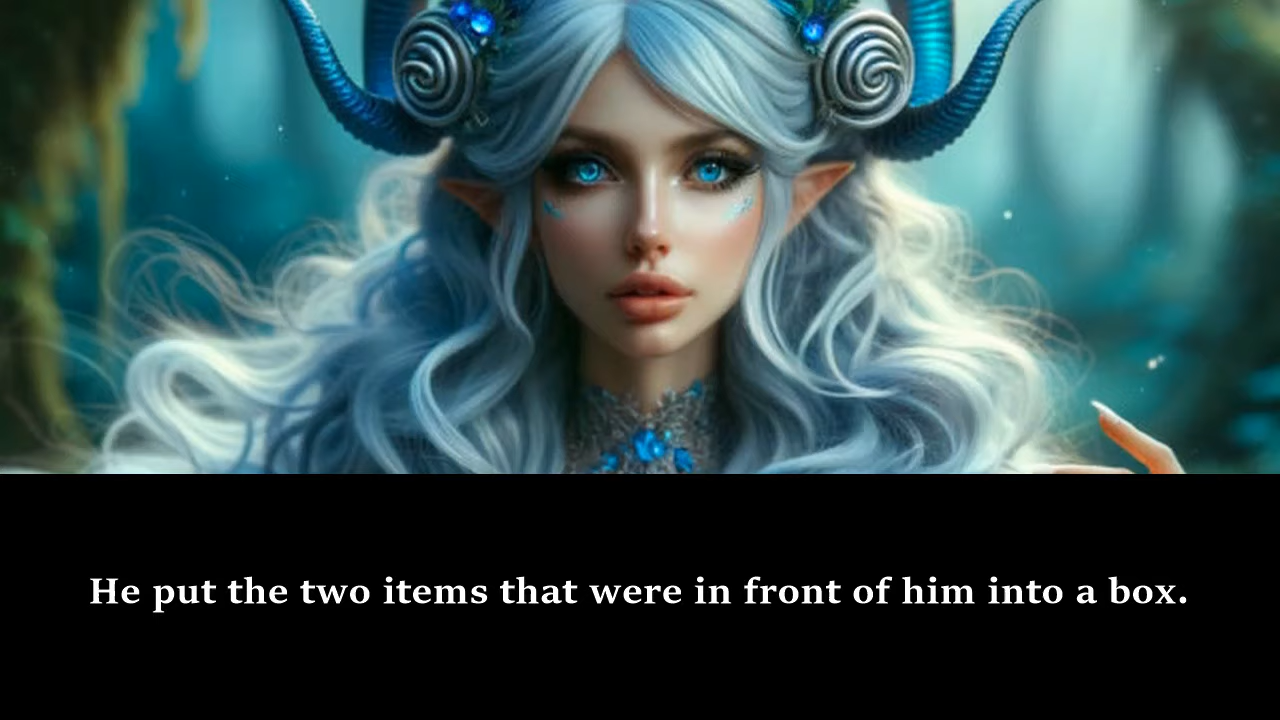 He put the two items that were in front of him into a box.